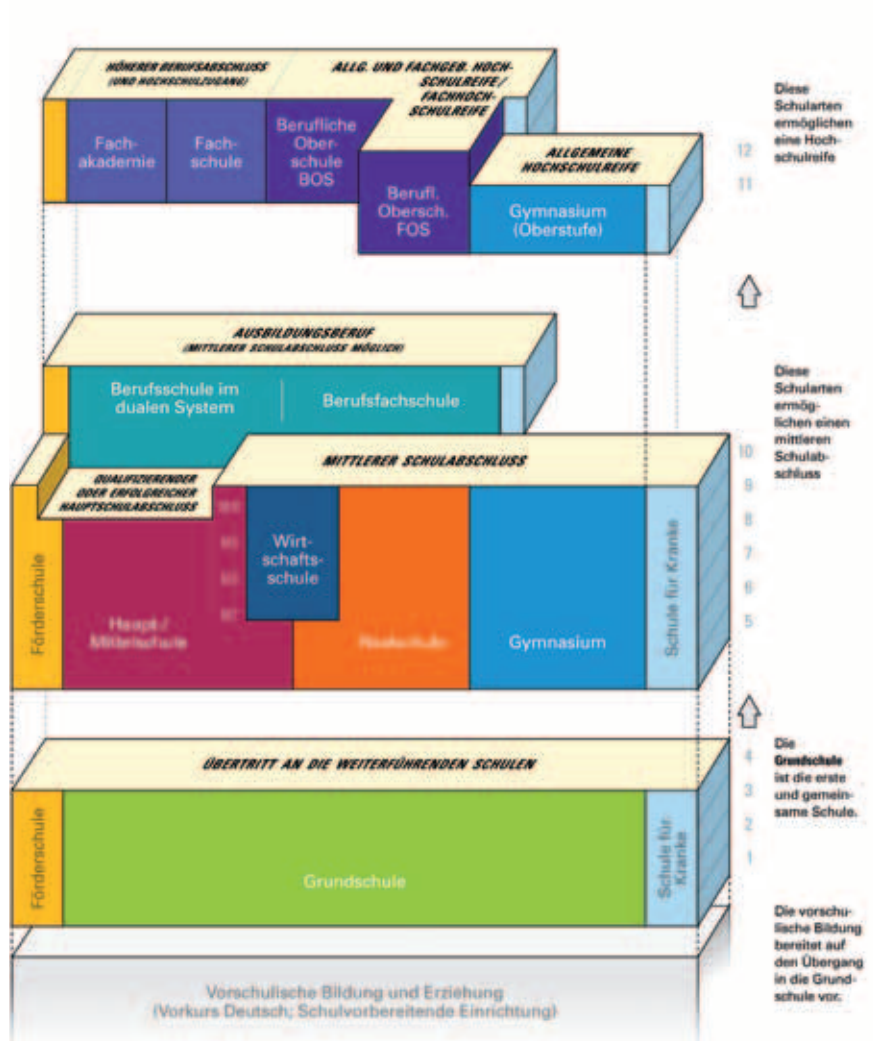 HÖHERER BERUFSABSCHLUSS
(UND HOCHSCHULZUGANG)
ALLG. UND FACHGEB. HOCH-
SCHULREIFE/
FACHHOCH-
SCHULREIFE
Fach-
akademie
Fach-
schule
Berufliche
Ober-
schule
BOS
Berufl.
Obersch.
FOS
ALLGEMEINE
HOCHSCHULREIFE
Gymnasium
(Oberstufe)
12
11
Diese
Schularten
ermöglichen
eine Hoch-
schulreife
AUSBILDUNGSBERUF
(MITTLERER SCHULABSCHLUSS MÖGLICH)
Berufsschule im
dualen System
Berufsfachschule
QUALIFIZIERENDER
ODER ERFOLGREICHER
HAUPTSCHULABSCHLUSS
MITTLERER SCHULABSCHLUSS
Förderschule
Haupt-/
Mittelschule
Wirt-
schafts-
schule
Realschule
Gymnasium
Schule für Kranke
10
9
8
7
6
5
Diese
Schularten
ermög-
lichen einen
mittleren
Schulab-
schluss
ÜBERTRITT AN DIE WEITERFÜHRENDEN SCHULEN
Förderschule
Grundschule
Schule für
Kranke
4
3
2
1
Die
Grundschule
ist die erste
und gemein-
same Schule.
Vorschulische Bildung und Erziehung
(Vorkurs Deutsch; Schulvorbereitende Einrichtung)
Die vorschu-
lische Bildung
bereitet auf
den Übergang
in die Grund-
schule vor.